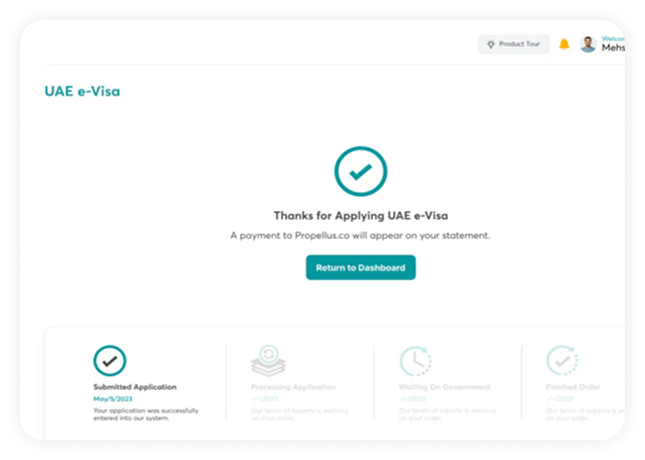 Product Tour
Welcom
Mehs
UAE e-Visa
Thanks for Applying UAE e-Visa
A payment to Propellus.co will appear on your statement.
Return to Dashboard
Submitted Application
May/5/2023
Your application was successfully
entered into our system.
Processing Application
-/-/2023
Our team of experts is working
on your order.
Waiting On Government
-/-/2023
Our team of experts is working
on your order.
Finished Order
-/-/2023
Our team of experts is wo
on your order.